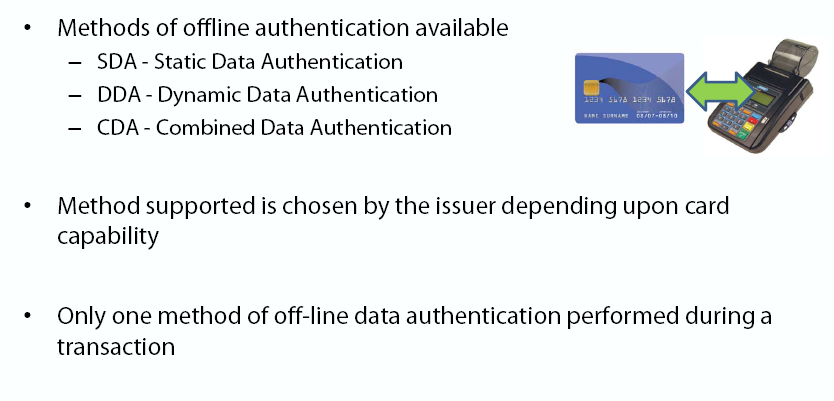 • Methods of offline authentication available
– SDA - Static Data Authentication
– DDA - Dynamic Data Authentication
– CDA - Combined Data Authentication
1234 5678 1234 5678
NAME SURNAME 08/07-08/10
• Method supported is chosen by the issuer depending upon card
capability
• Only one method of off-line data authentication performed during a
transaction